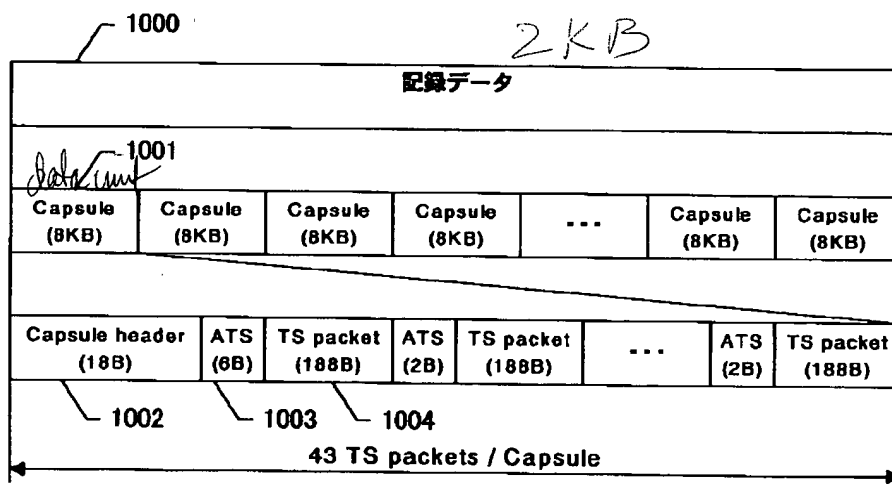 1000
2KB
記録データ
1001
data unit
Capsule (8KB) Capsule (8KB) Capsule (8KB) Capsule (8KB) ... Capsule (8KB) Capsule (8KB)
Capsule header (18B) ATS (6B) TS packet (188B) ATS (2B) TS packet (188B) ... ATS (2B) TS packet (188B)
1002
1003
1004
43 TS packets / Capsule